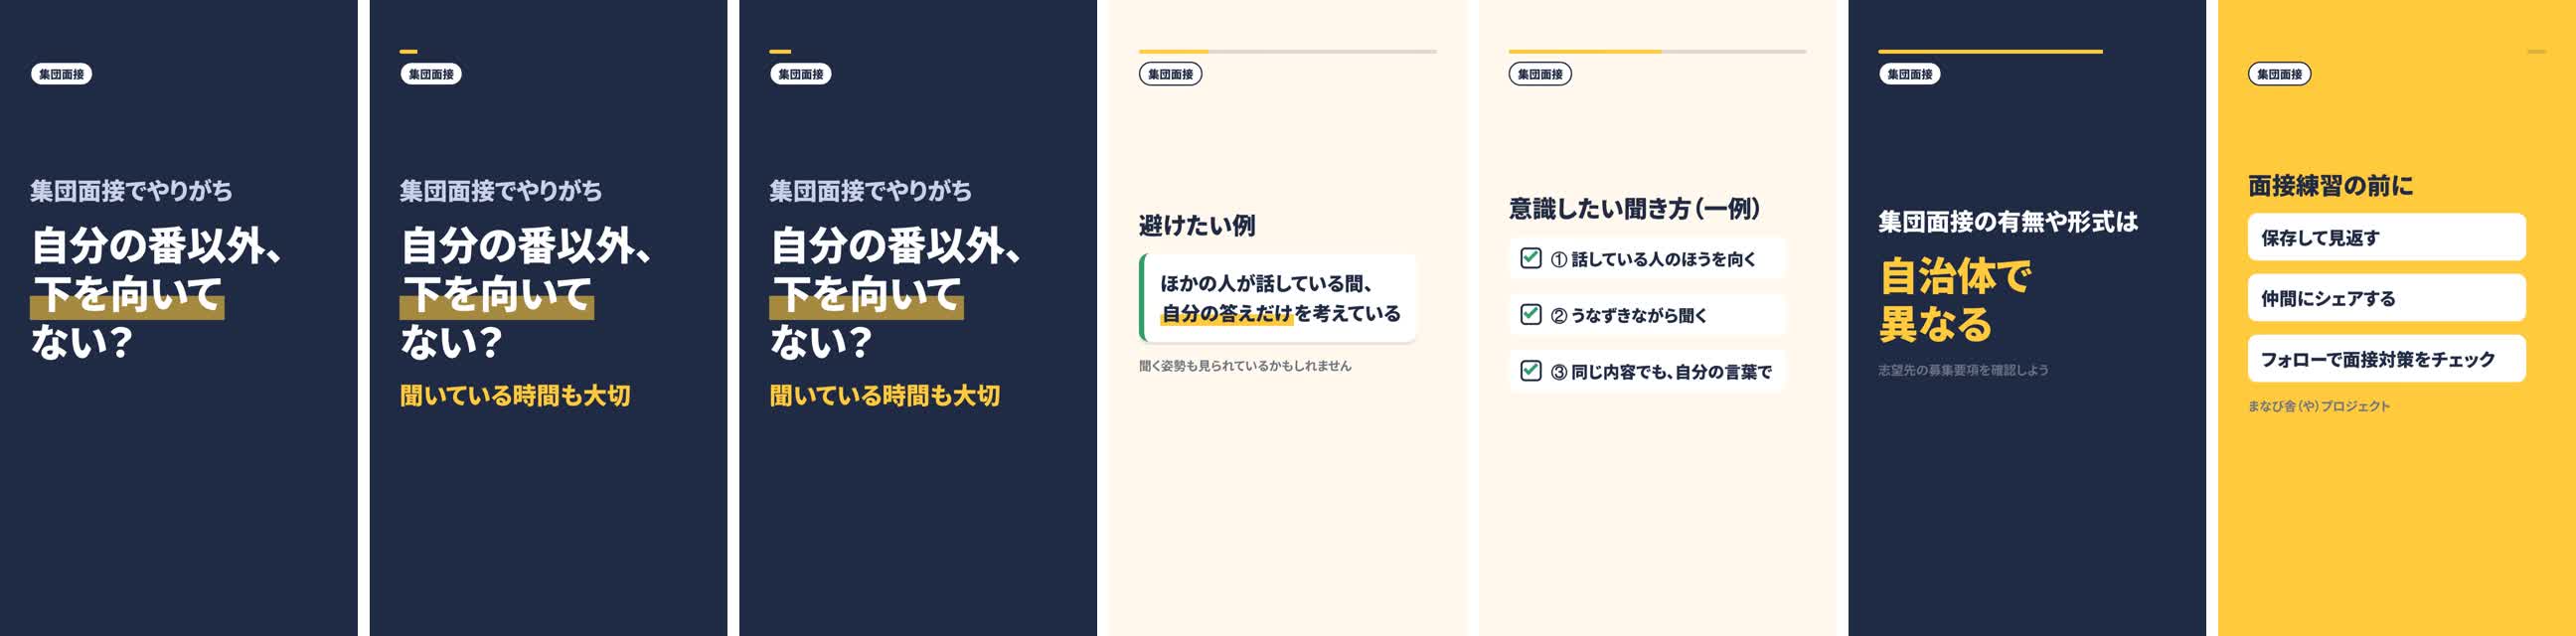 集団面接
集団面接でやりがち
自分の番以外、
下を向いて
ない？
集団面接
集団面接でやりがち
自分の番以外、
下を向いて
ない？
聞いている時間も大切
集団面接
集団面接でやりがち
自分の番以外、
下を向いて
ない？
聞いている時間も大切
集団面接
避けたい例
ほかの人が話している間、
自分の答えだけを考えている
聞く姿勢も見られているかもしれません
集団面接
意識したい聞き方（一例）
① 話している人のほうを向く
② うなずきながら聞く
③ 同じ内容でも、自分の言葉で
集団面接
集団面接の有無や形式は
自治体で
異なる
志望先の募集要項を確認しよう
集団面接
面接練習の前に
保存して見返す
仲間にシェアする
フォローで面接対策をチェック
まなび舎（や）プロジェクト